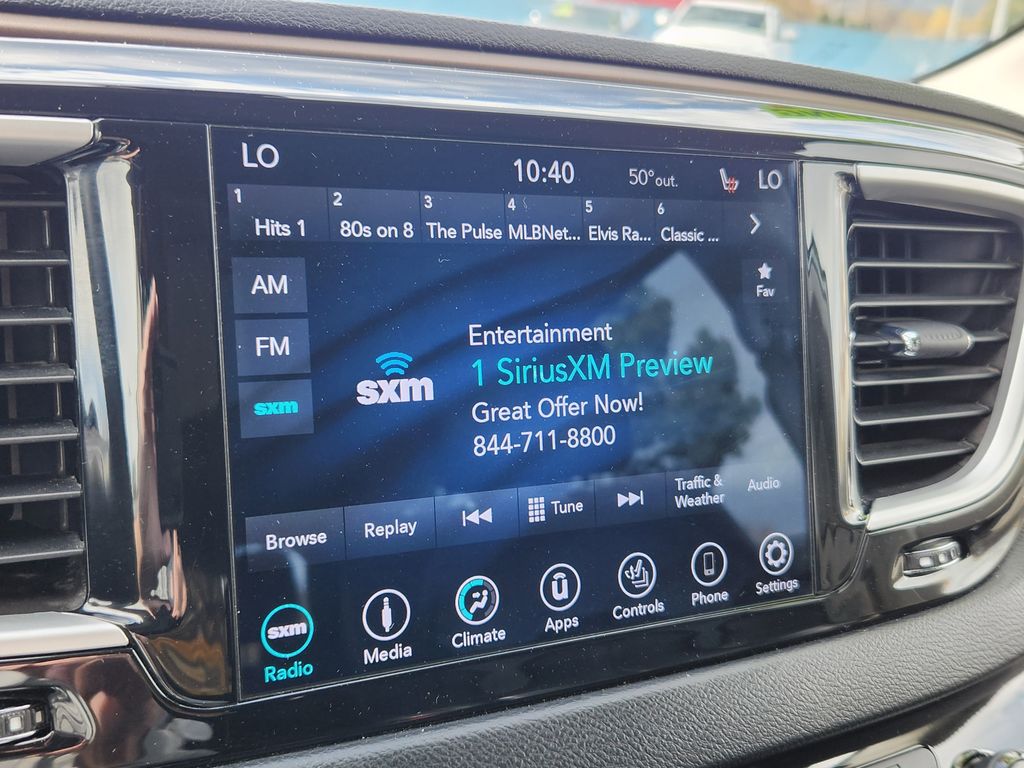 LO 10:40 50° out. LO
1 Hits 1 2 80s on 8 3 The Pulse 4 MLBNet... 5 Elvis Ra... 6 Classic ...
AM
Fav
FM
sxm
sxm
Entertainment
1 SiriusXM Preview
Great Offer Now!
844-711-8800
Browse Replay Tune Traffic & Weather Audio
sxm
Radio Media Climate Apps Controls Phone Settings